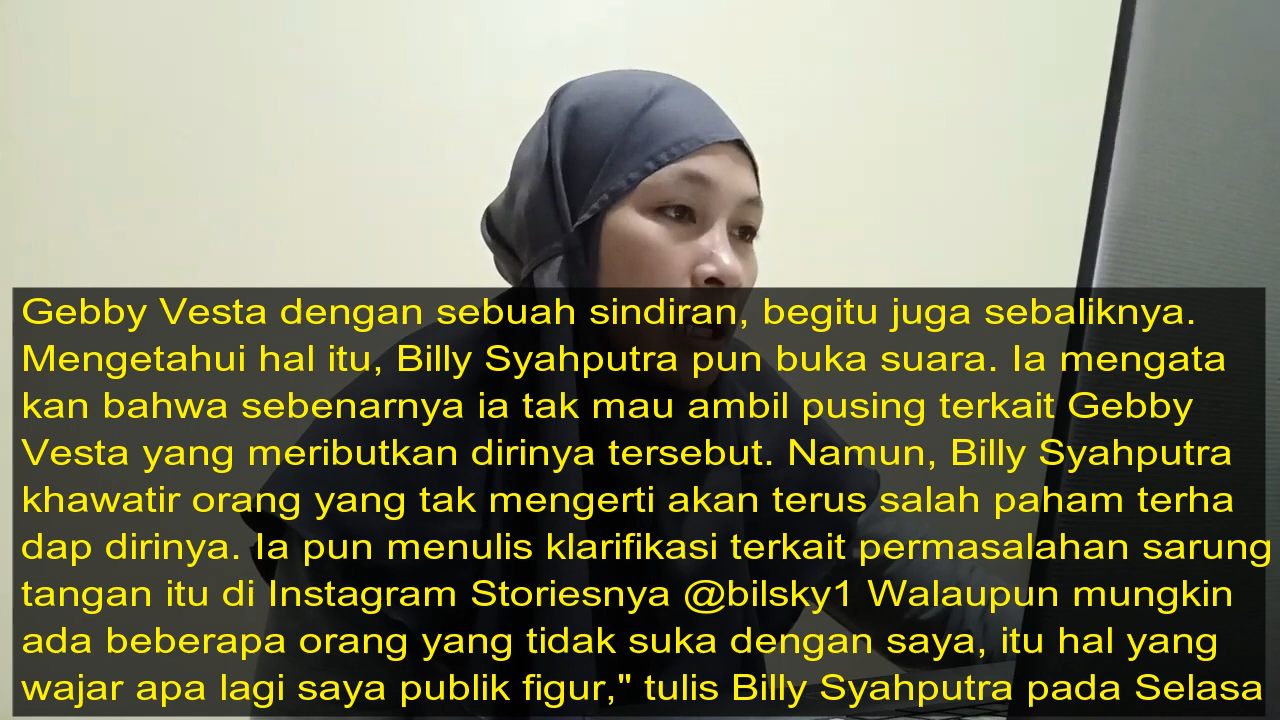 Gebby Vesta dengan sebuah sindiran, begitu juga sebaliknya.
Mengetahui hal itu, Billy Syahputra pun buka suara. Ia mengata
kan bahwa sebenarnya ia tak mau ambil pusing terkait Gebby
Vesta yang meributkan dirinya tersebut. Namun, Billy Syahputra
khawatir orang yang tak mengerti akan terus salah paham terha
dap dirinya. Ia pun menulis klarifikasi terkait permasalahan sarung
tangan itu di Instagram Storiesnya @bilsky1 Walaupun mungkin
ada beberapa orang yang tidak suka dengan saya, itu hal yang
wajar apa lagi saya publik figur," tulis Billy Syahputra pada Selasa